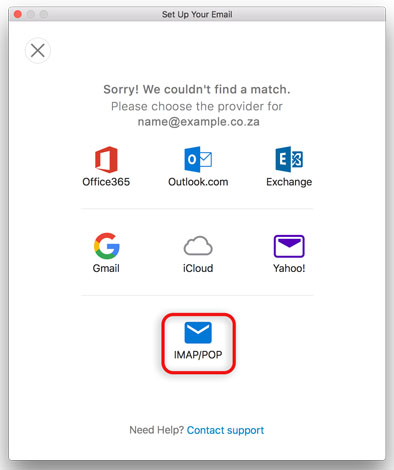 Set Up Your Email
Sorry! We couldn't find a match.
Please choose the provider for
name@example.co.za
Office365 Outlook.com Exchange
Gmail iCloud Yahoo!
IMAP/POP
Need Help? Contact support